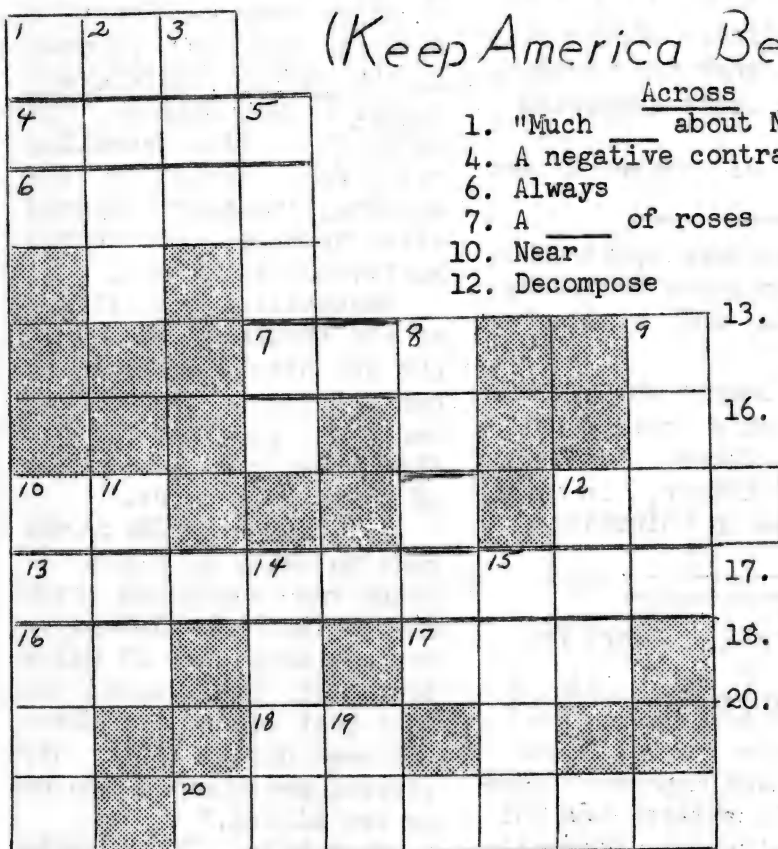 (Keep America Be
1 2 3
Across
1. "Much ___ about N
4 5
4. A negative contra
6
6. Always
7. A ___ of roses
10. Near
12. Decompose
13.
7 8 9
16.
10 11 12
13 14 15
17.
16 17
18.
18 19
20.
20